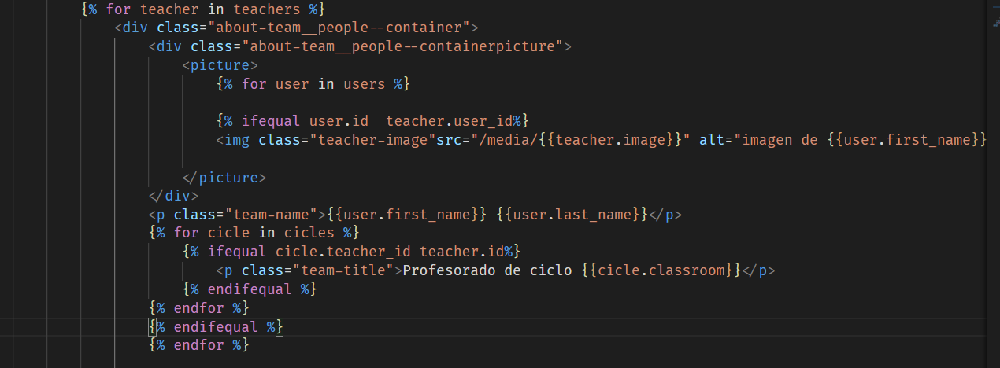 {% for teacher in teachers %}
<div class="about-team__people--container">
<div class="about-team__people--containerpicture">
<picture>
{% for user in users %}
{% ifequal user.id  teacher.user_id%}
<img class="teacher-image"src="/media/{{teacher.image}}" alt="imagen de {{user.first_name}}
</picture>
</div>
<p class="team-name">{{user.first_name}} {{user.last_name}}</p>
{% for cicle in cicles %}
{% ifequal cicle.teacher_id teacher.id%}
<p class="team-title">Profesorado de ciclo {{cicle.classroom}}</p>
{% endifequal %}
{% endfor %}
{% endifequal %}
{% endfor %}